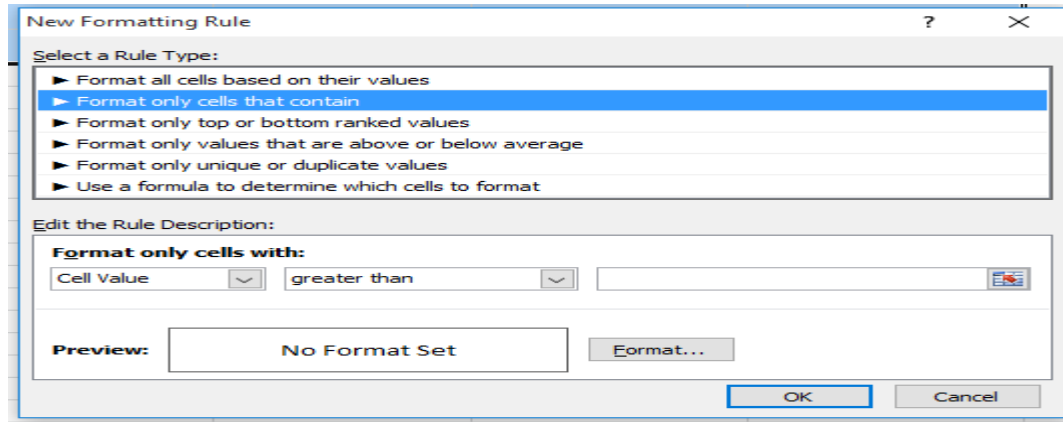 New Formatting Rule ?
Select a Rule Type:
► Format all cells based on their values
► Format only cells that contain
► Format only top or bottom ranked values
► Format only values that are above or below average
► Format only unique or duplicate values
► Use a formula to determine which cells to format
Edit the Rule Description:
Format only cells with:
Cell Value greater than
Preview: No Format Set Format...
OK Cancel